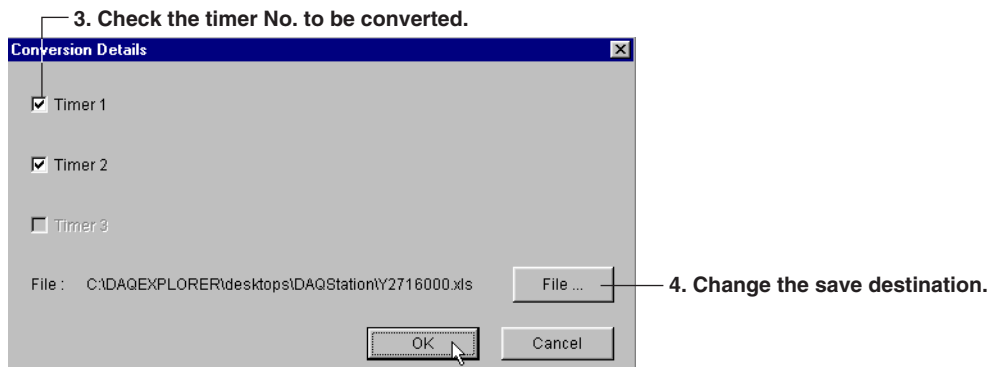 3. Check the timer No. to be converted.
Conversion Details
Timer 1
Timer 2
Timer 3
File : C:\DAQEXPLORER\desktops\DAQStation\Y2716000.xls File ... 4. Change the save destination.
OK Cancel